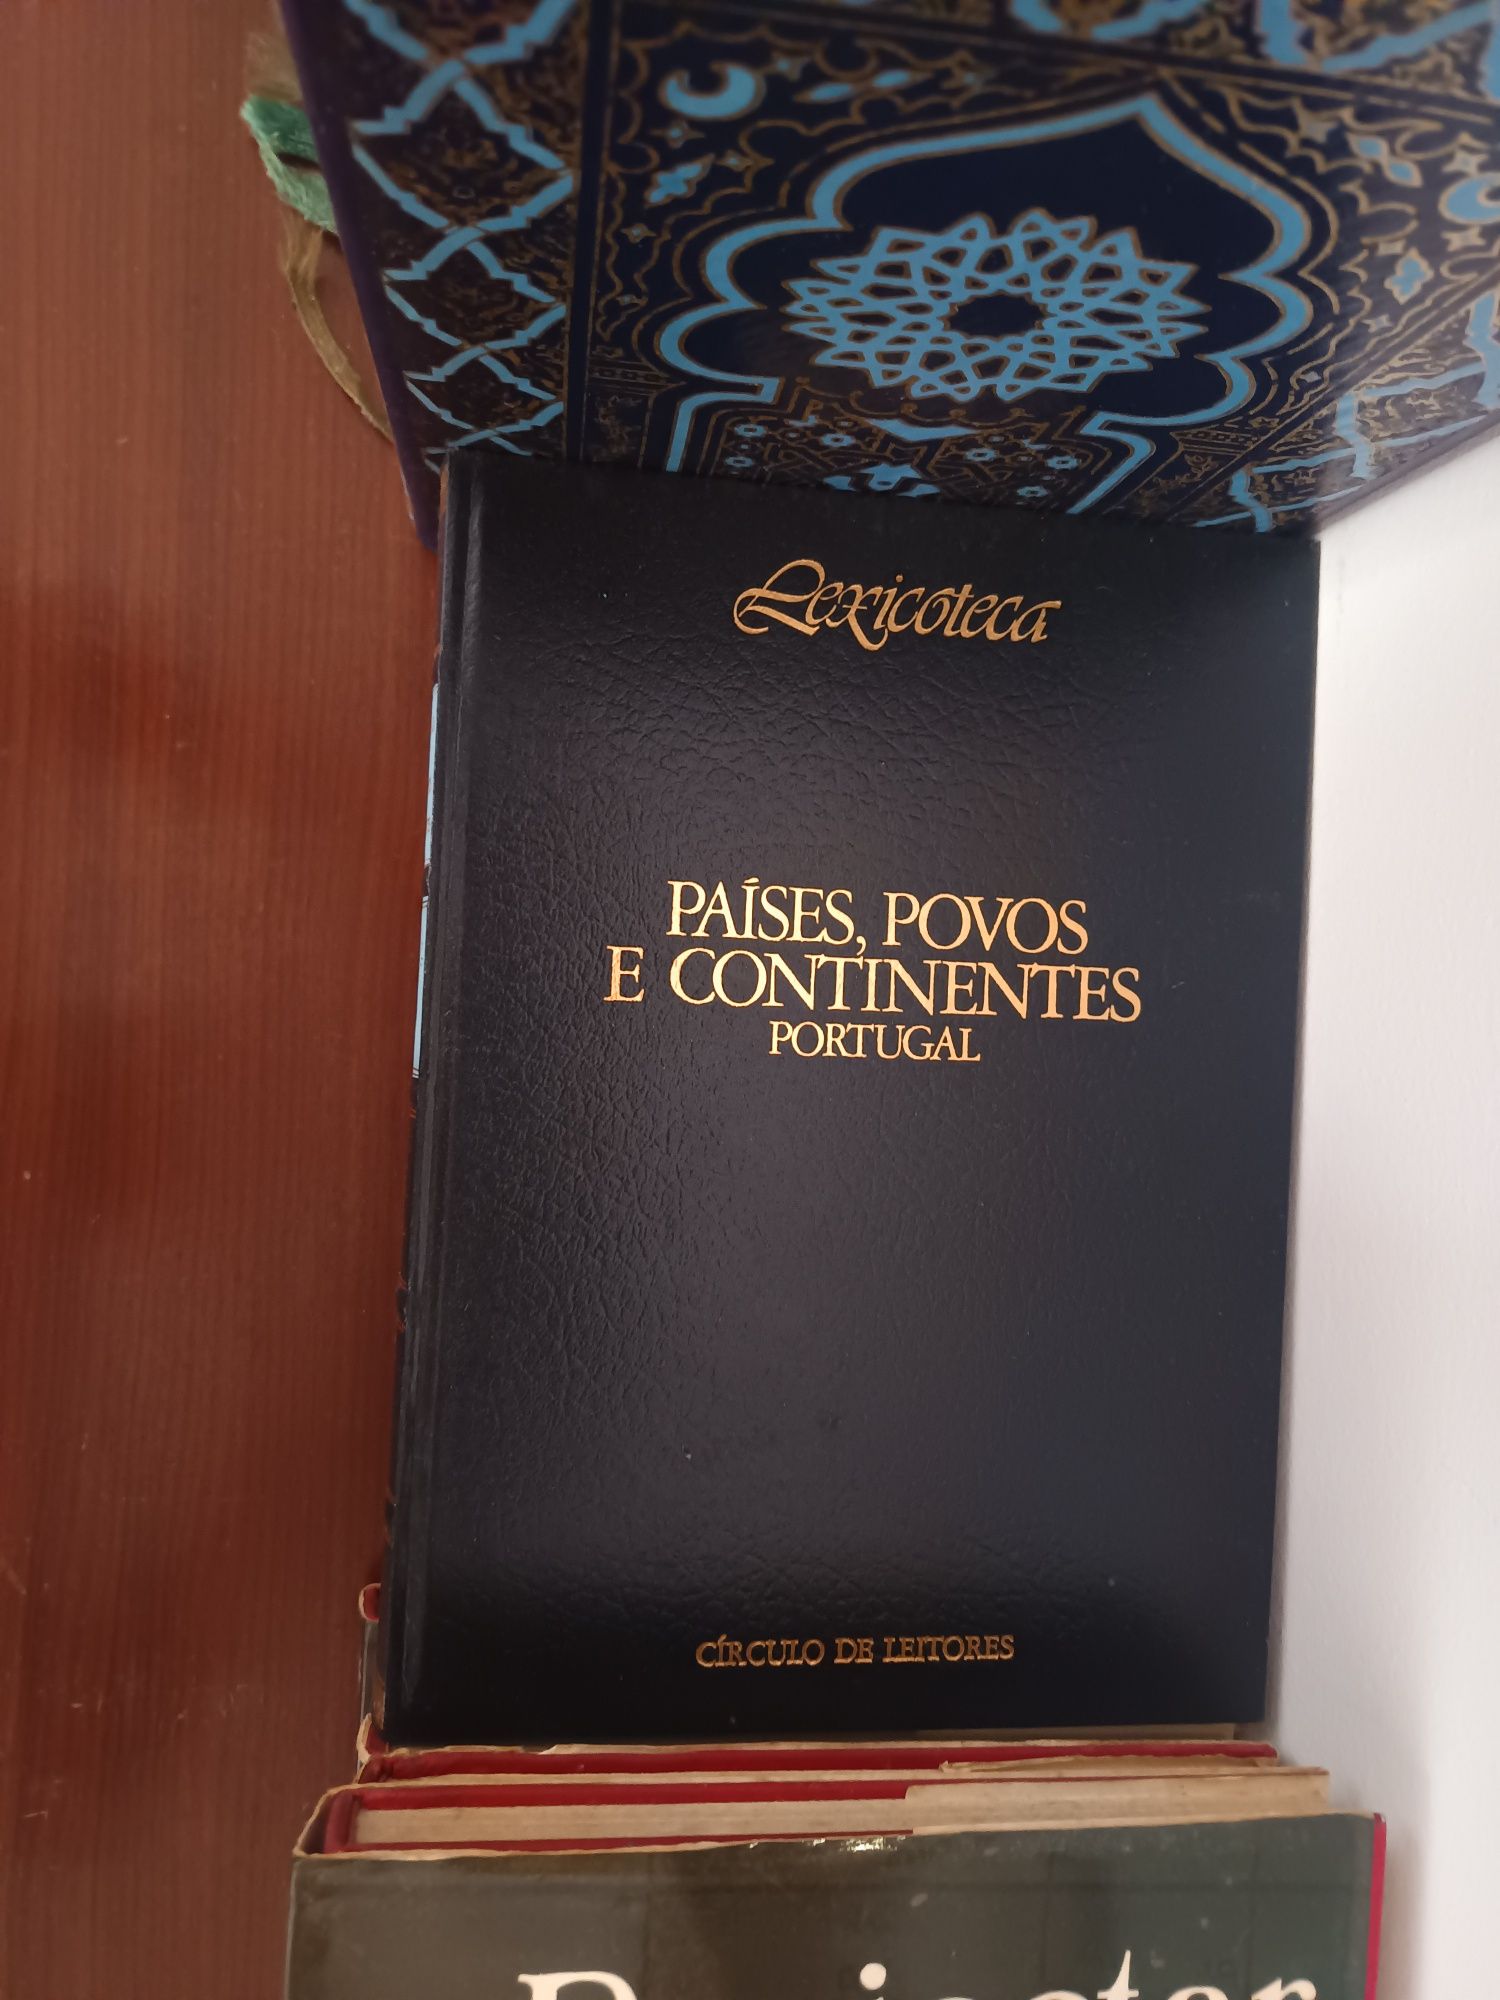 Lexicoteca
PAÍSES, POVOS
E CONTINENTES
PORTUGAL
CÍRCULO DE LEITORES